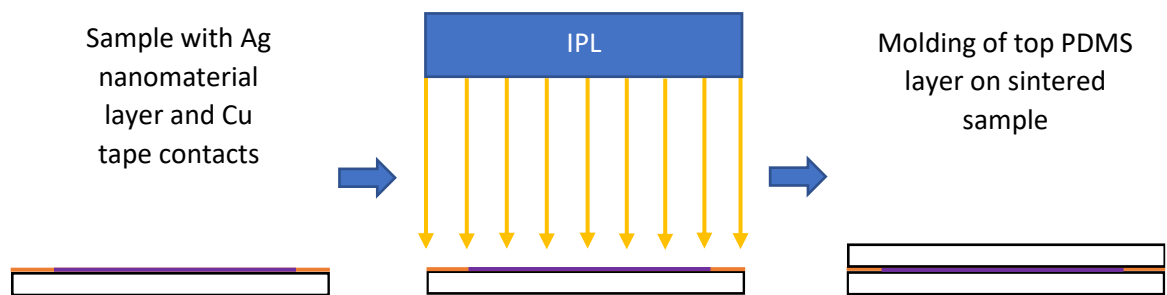 Sample with Ag
nanomaterial
layer and Cu
tape contacts
IPL
Molding of top PDMS
layer on sintered
sample